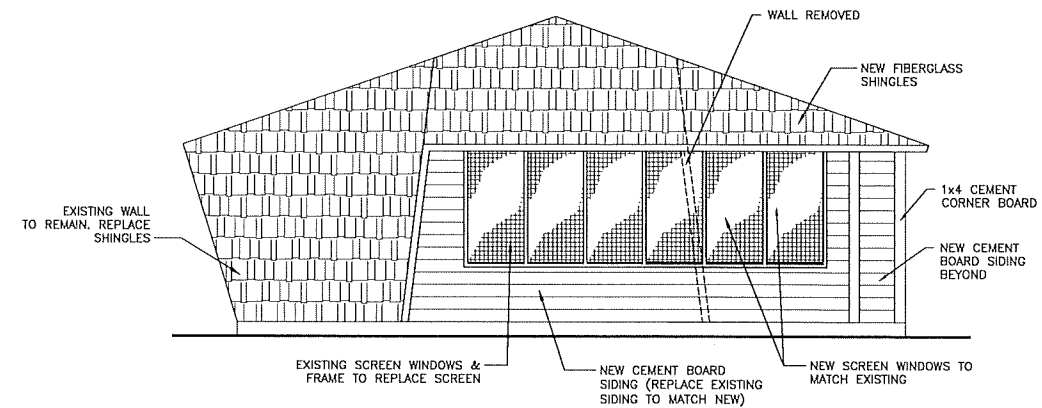 WALL REMOVED
NEW FIBERGLASS
SHINGLES
EXISTING WALL
TO REMAIN, REPLACE
SHINGLES
1x4 CEMENT
CORNER BOARD
NEW CEMENT
BOARD SIDING
BEYOND
EXISTING SCREEN WINDOWS &
FRAME TO REPLACE SCREEN
NEW CEMENT BOARD
SIDING (REPLACE EXISTING
SIDING TO MATCH NEW)
NEW SCREEN WINDOWS TO
MATCH EXISTING